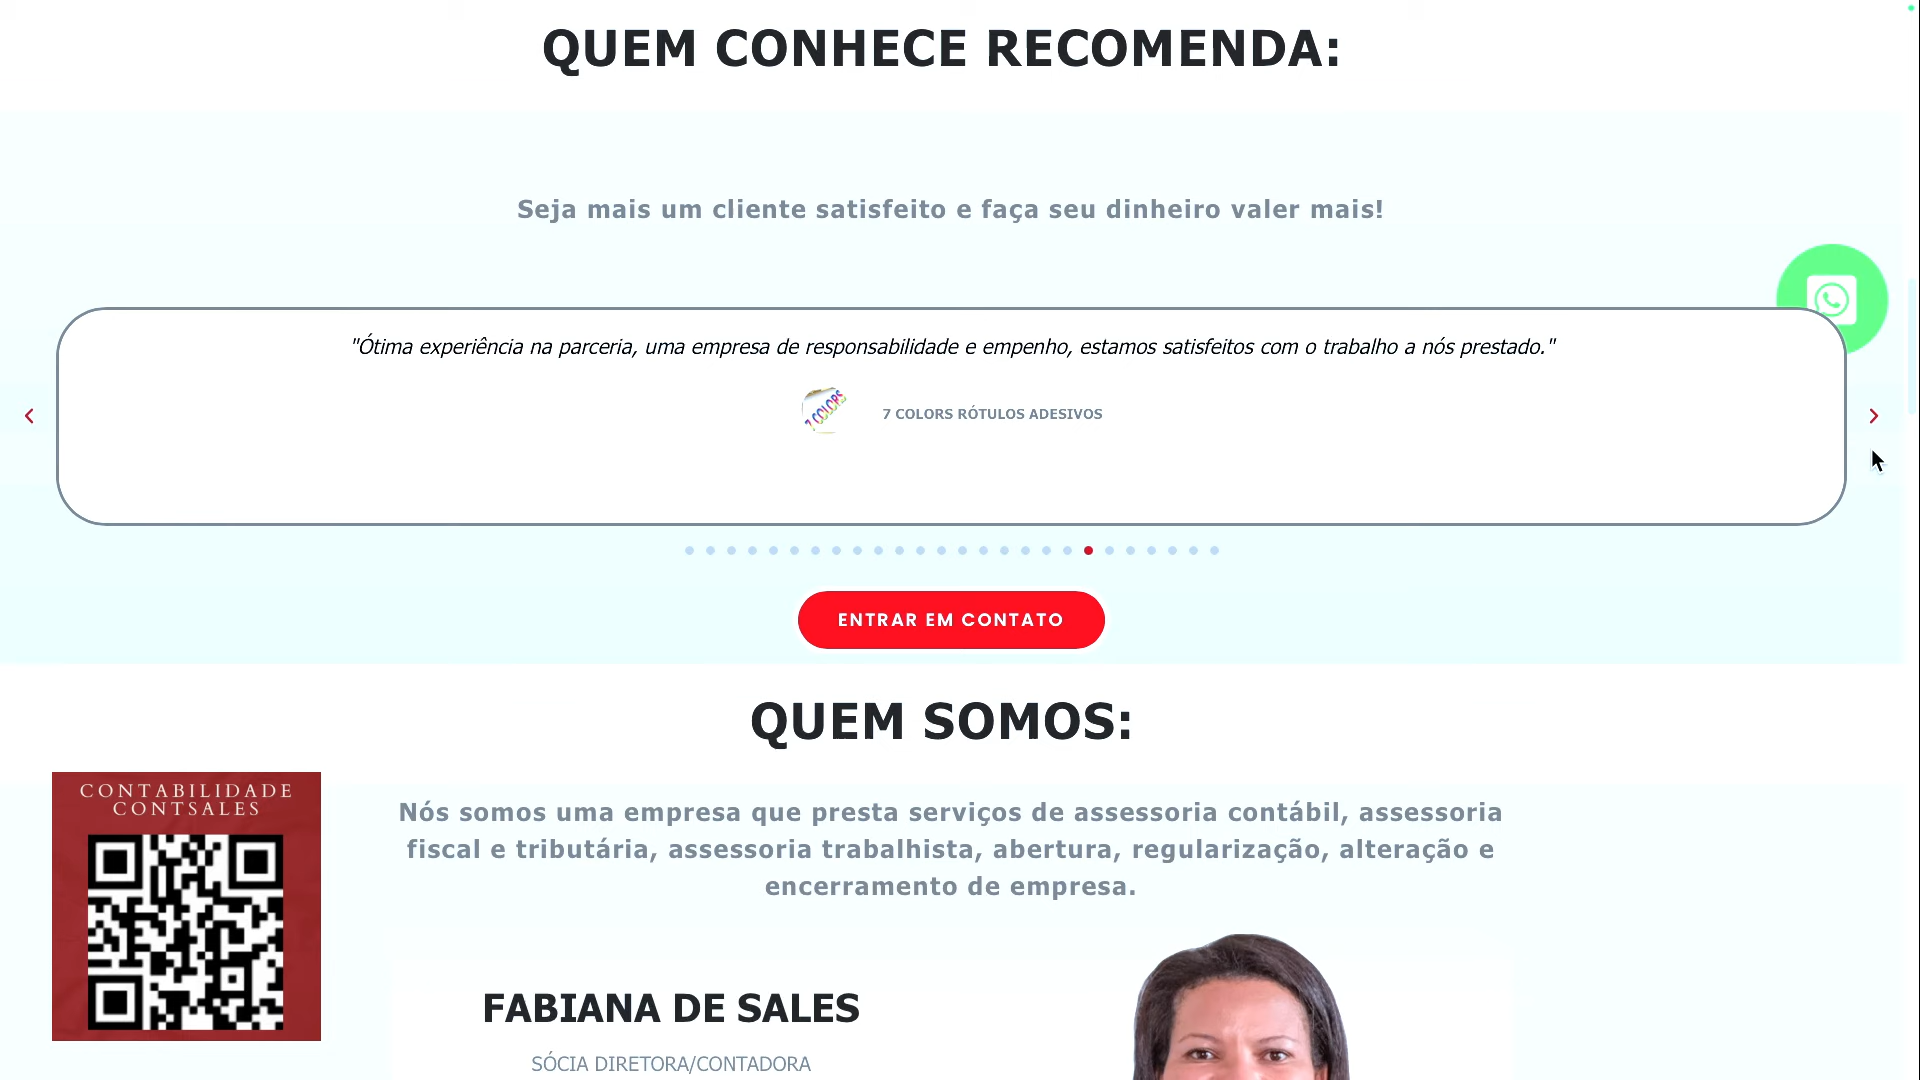 QUEM CONHECE RECOMENDA:
Seja mais um cliente satisfeito e faça seu dinheiro valer mais!
"Ótima experiência na parceria, uma empresa de responsabilidade e empenho, estamos satisfeitos com o trabalho a nós prestado."
7 COLORS
7 COLORS RÓTULOS ADESIVOS
ENTRAR EM CONTATO
QUEM SOMOS:
CONTABILIDADE
CONTSALES
Nós somos uma empresa que presta serviços de assessoria contábil, assessoria
fiscal e tributária, assessoria trabalhista, abertura, regularização, alteração e
encerramento de empresa.
FABIANA DE SALES
SÓCIA DIRETORA/CONTADORA